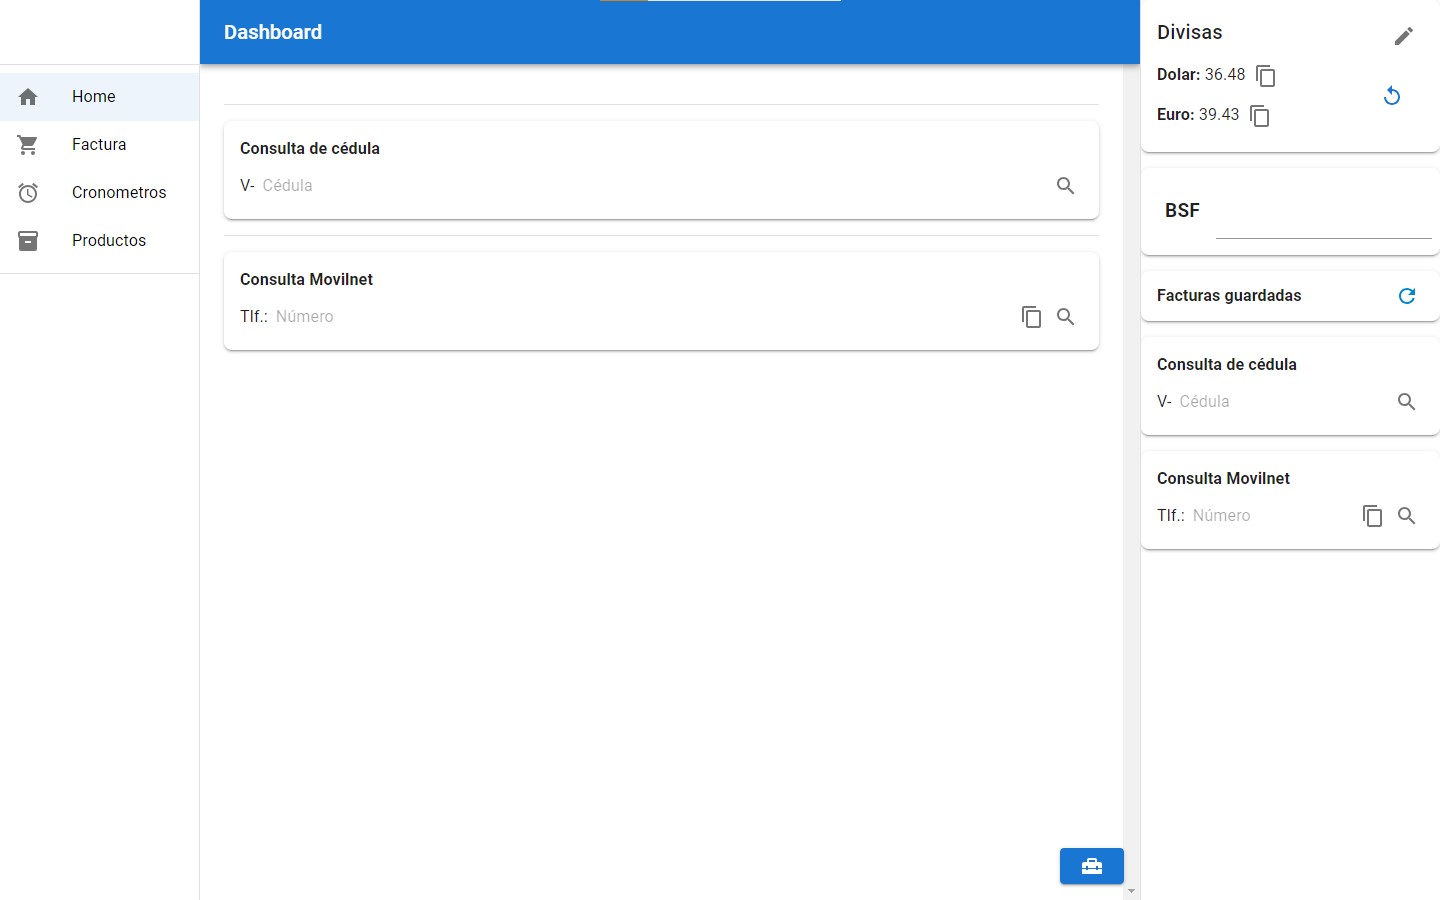 Home
Factura
Cronometros
Productos
Dashboard
Consulta de cédula
V- Cédula
Consulta Movilnet
Tlf.: Número
Divisas
Dolar: 36.48
Euro: 39.43
BSF
Facturas guardadas
Consulta de cédula
V- Cédula
Consulta Movilnet
Tlf.: Número